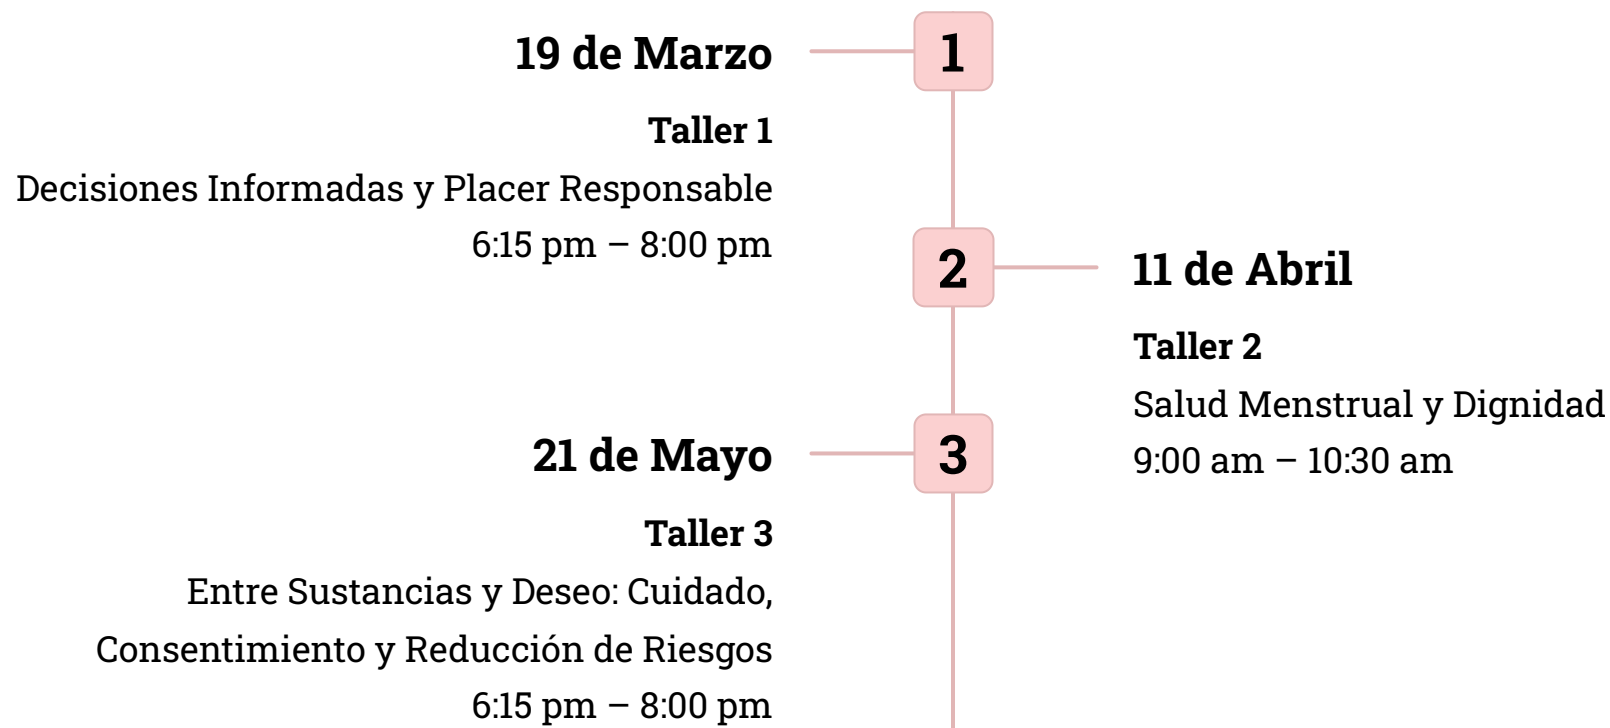 19 de Marzo
1
Taller 1
Decisiones Informadas y Placer Responsable
6:15 pm – 8:00 pm
2
11 de Abril
Taller 2
Salud Menstrual y Dignidad
9:00 am – 10:30 am
21 de Mayo
3
Taller 3
Entre Sustancias y Deseo: Cuidado,
Consentimiento y Reducción de Riesgos
6:15 pm – 8:00 pm